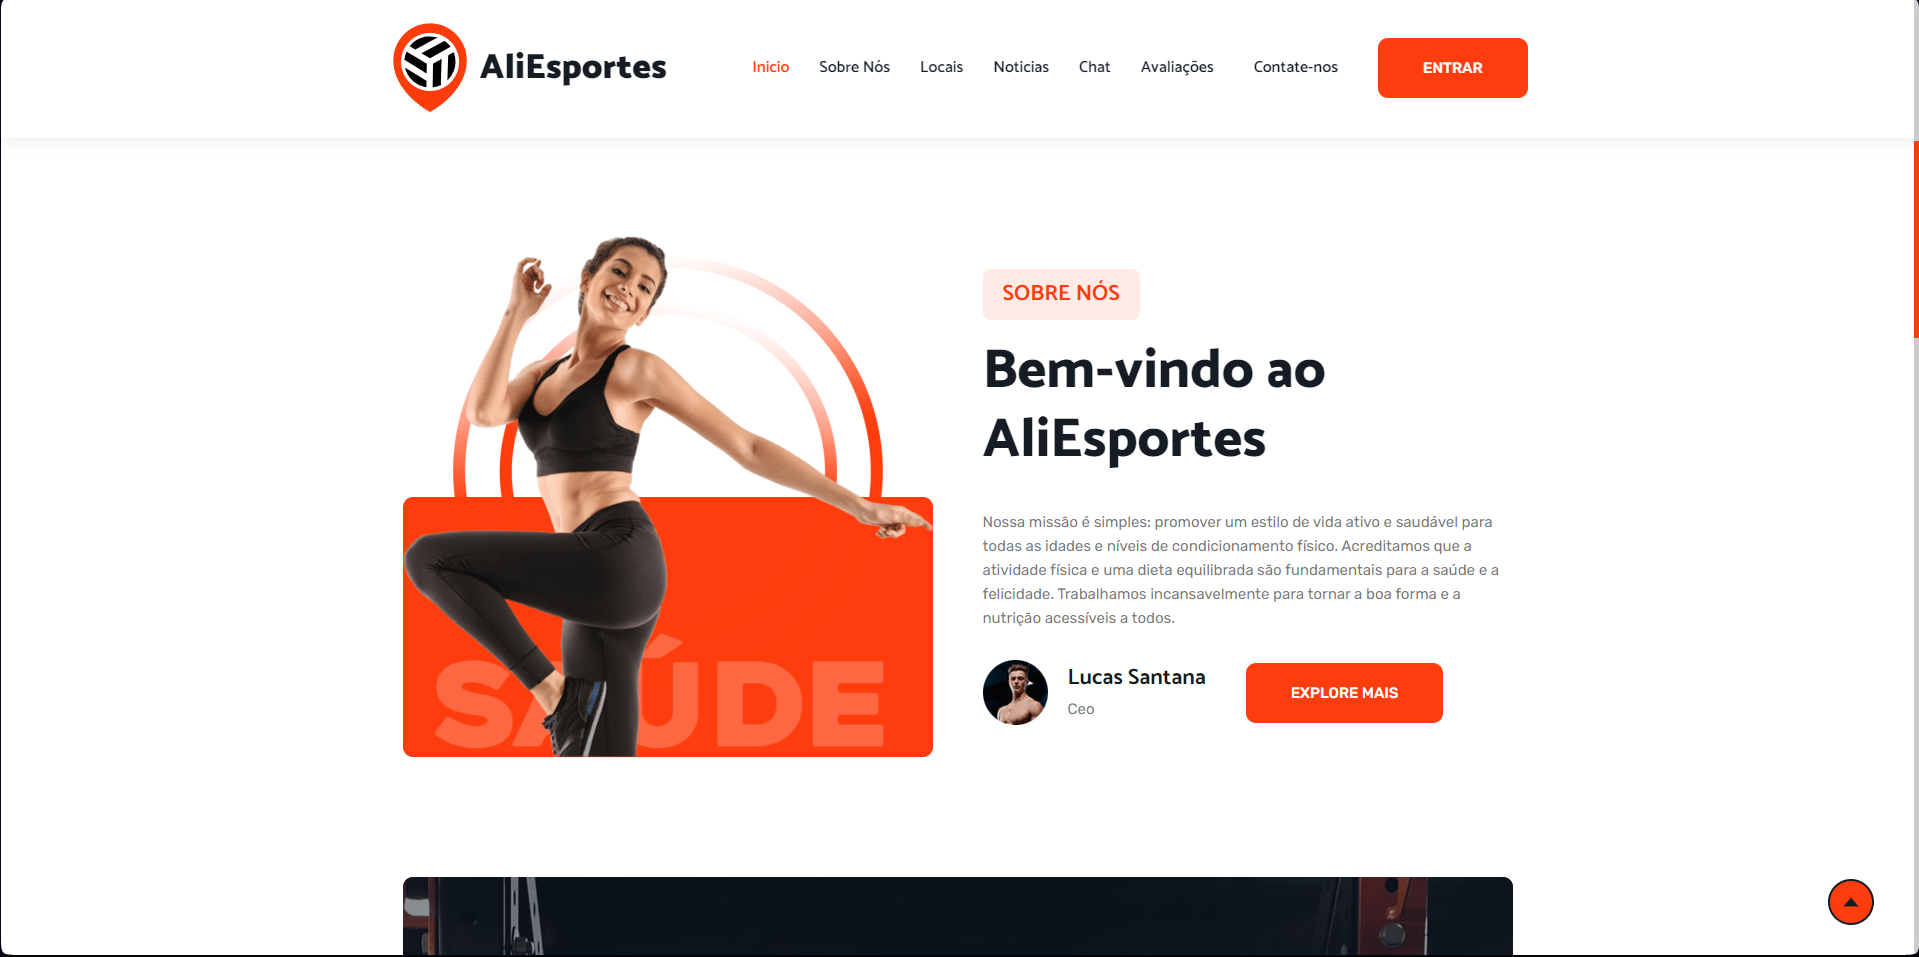 AliEsportes
Inicio
Sobre Nós
Locais
Noticias
Chat
Avaliações
Contate-nos
ENTRAR
SOBRE NÓS
Bem-vindo ao
AliEsportes
Nossa missão é simples: promover um estilo de vida ativo e saudável para
todas as idades e níveis de condicionamento físico. Acreditamos que a
atividade física e uma dieta equilibrada são fundamentais para a saúde e a
felicidade. Trabalhamos incansavelmente para tornar a boa forma e a
nutrição acessíveis a todos.
Lucas Santana
Ceo
EXPLORE MAIS
SAÚDE